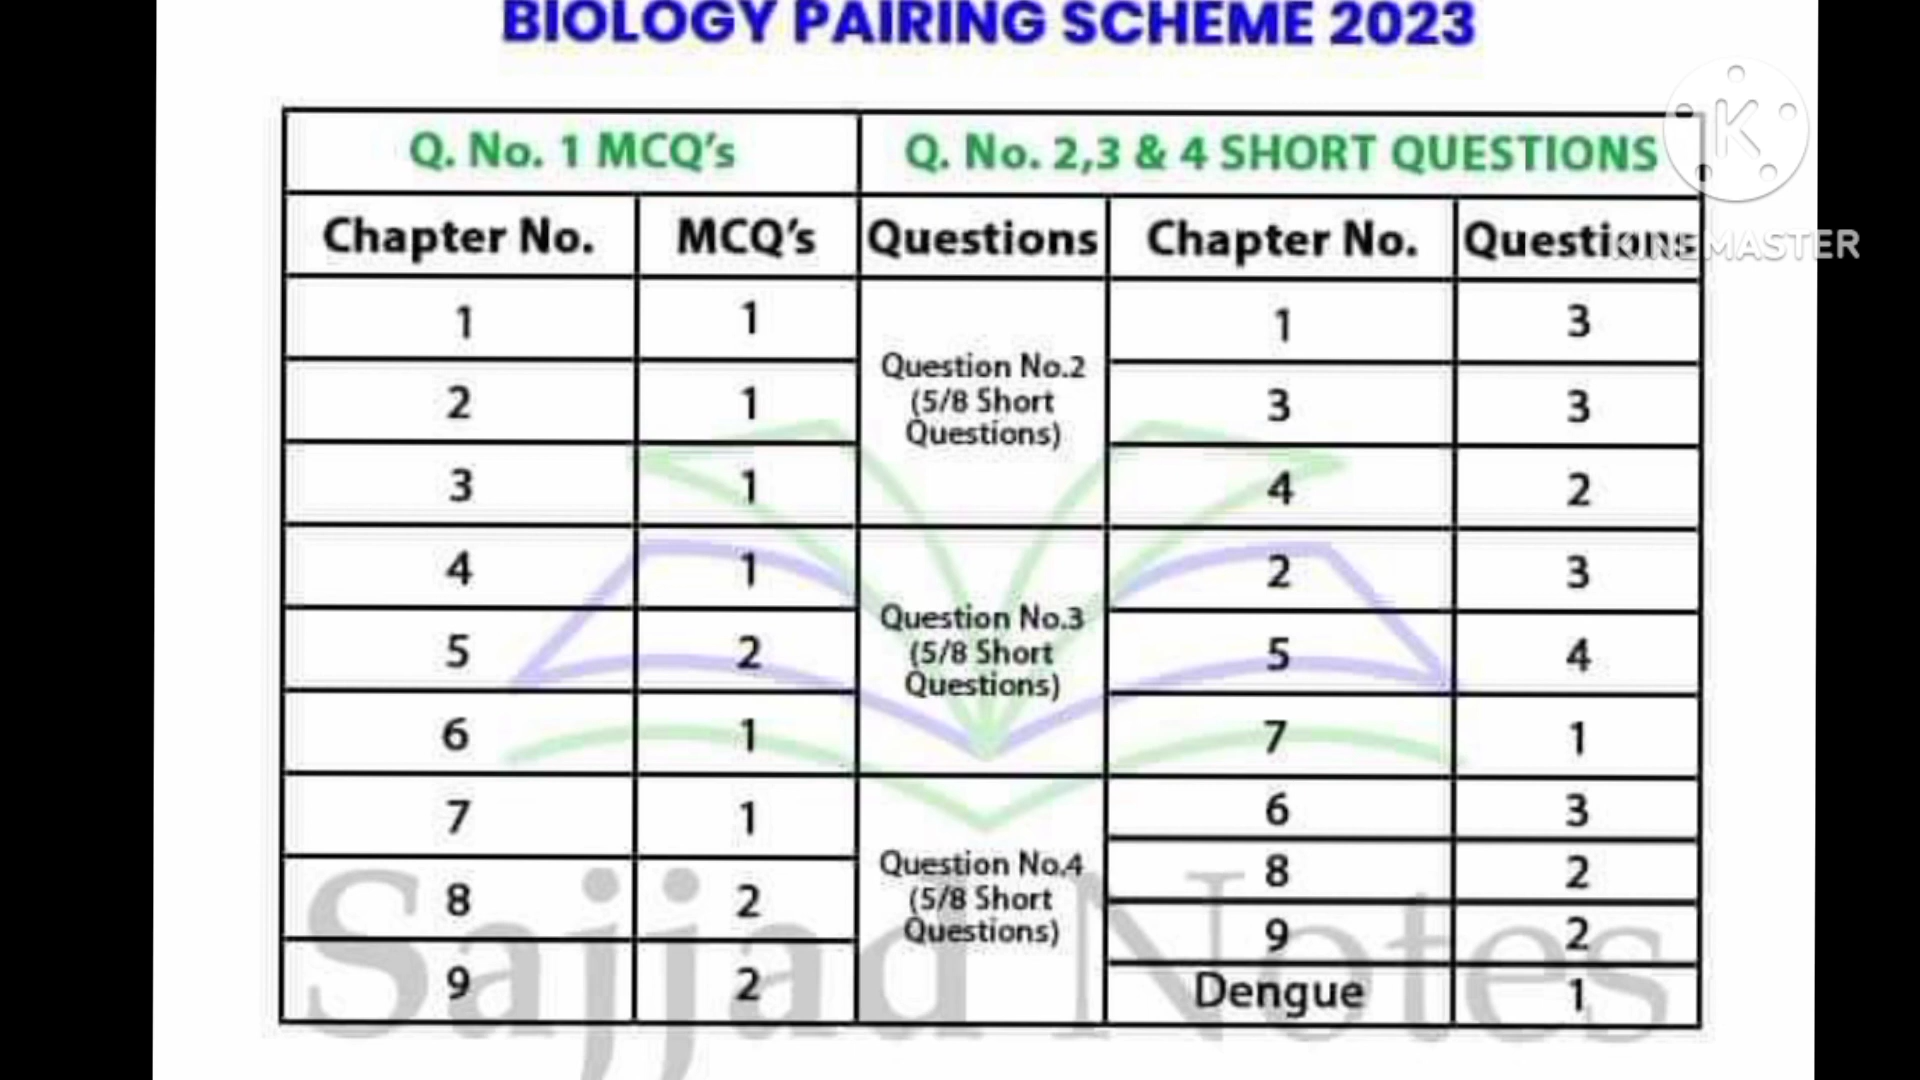 BIOLOGY PAIRING SCHEME 2023
Q. No. 1 MCQ's Q. No. 2,3 & 4 SHORT QUESTIONS
Chapter No. MCQ's Questions Chapter No. Questions
1 1 Question No.2 (5/8 Short Questions) 1 3
2 1 3 3
3 1 4 2
4 1 Question No.3 (5/8 Short Questions) 2 3
5 2 5 4
6 1 7 1
7 1 Question No.4 (5/8 Short Questions) 6 3
8 2 8 2
9 2 9 2
Dengue 1
Sajjad Notes
K
KINEMASTER